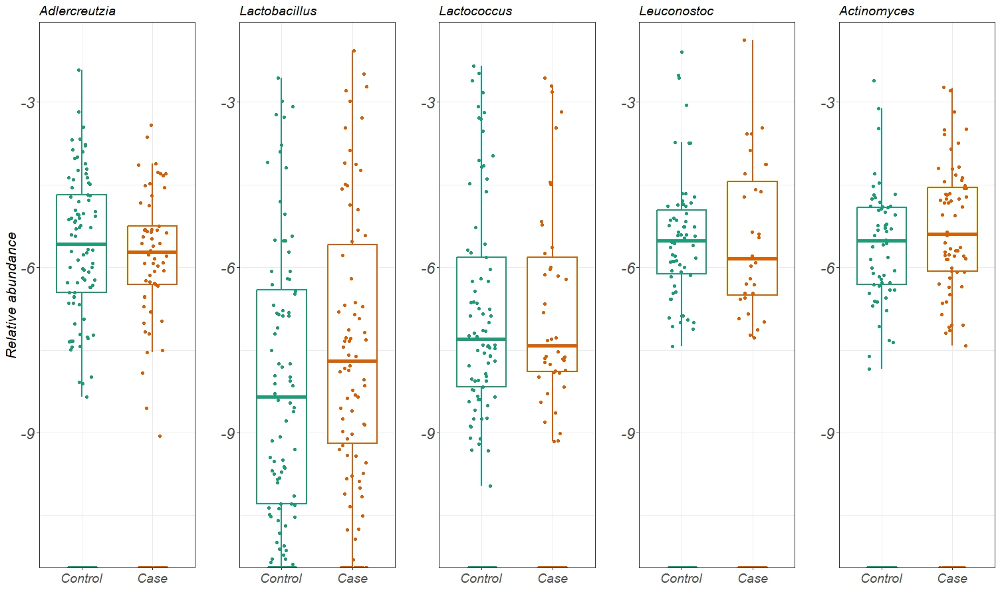 Adlercreutzia Lactobacillus Lactococcus Leuconostoc Actinomyces
Relative abundance
-3 -3 -3 -3 -3
-6 -6 -6 -6 -6
-9 -9 -9 -9 -9
Control Case Control Case Control Case Control Case Control Case